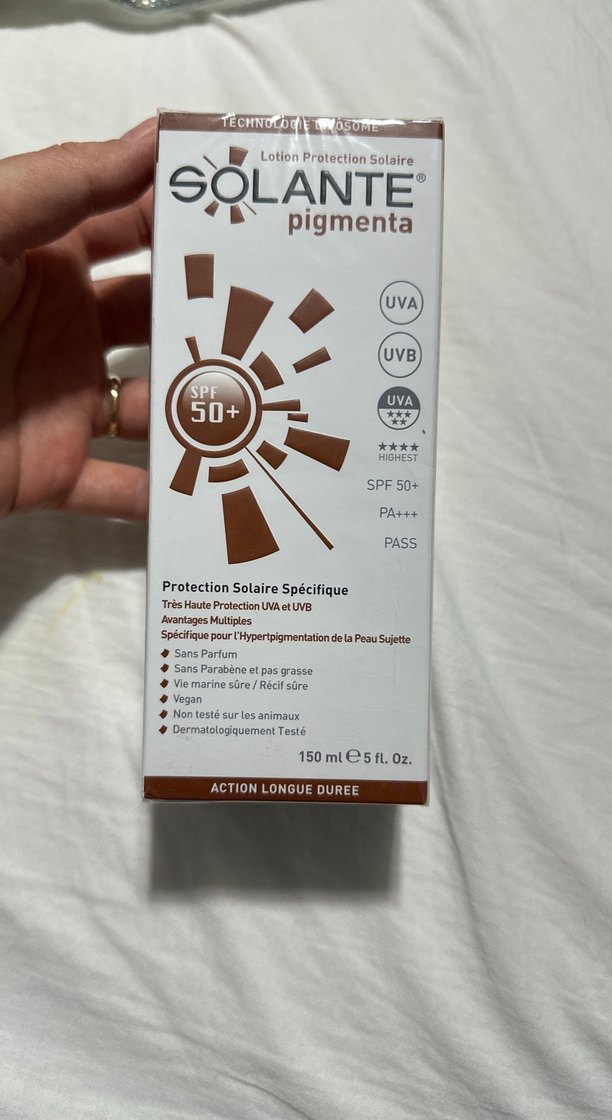 TECHNOLOGIE LIPOSOME
Lotion Protection Solaire
SOLANTE®
pigmenta
UVA
UVB
SPF
50+
UVA
HIGHEST
SPF 50+
PA+++
PASS
Protection Solaire Spécifique
Très Haute Protection UVA et UVB
Avantages Multiples
Spécifique pour l'Hypertpigmentation de la Peau Sujette
Sans Parfum
Sans Parabène et pas grasse
Vie marine sûre / Récif sûre
Vegan
Non testé sur les animaux
Dermatologiquement Testé
150 ml ℮ 5 fl. Oz.
ACTION LONGUE DUREE